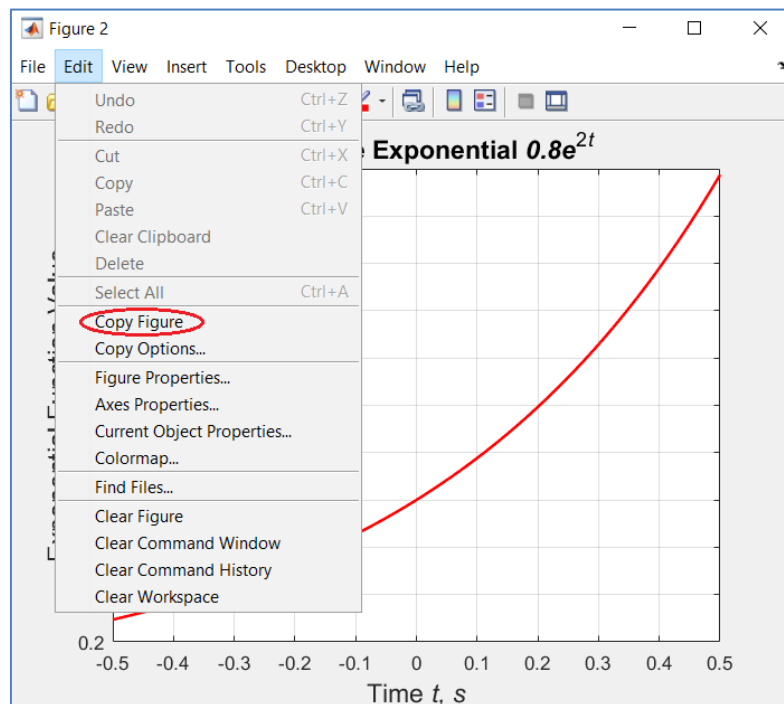 Figure 2
File Edit View Insert Tools Desktop Window Help
Undo Ctrl+Z
Redo Ctrl+Y
Cut Ctrl+X
Copy Ctrl+C
Paste Ctrl+V
Clear Clipboard
Delete
Select All Ctrl+A
Copy Figure
Copy Options...
Figure Properties...
Axes Properties...
Current Object Properties...
Colormap...
Find Files...
Clear Figure
Clear Command Window
Clear Command History
Clear Workspace
Exponential 0.8e^{2t}
0.2
-0.5 -0.4 -0.3 -0.2 -0.1 0 0.1 0.2 0.3 0.4 0.5
Time t, s